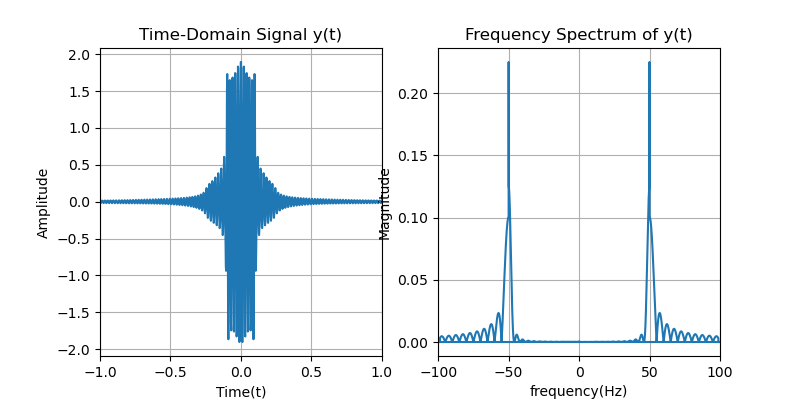 Time-Domain Signal y(t)
Amplitude
2.0
1.5
1.0
0.5
0.0
−0.5
−1.0
−1.5
−2.0
−1.0 −0.5 0.0 0.5 1.0
Time(t)
Frequency Spectrum of y(t)
Magnitude
0.20
0.15
0.10
0.05
0.00
−100 −50 0 50 100
frequency(Hz)